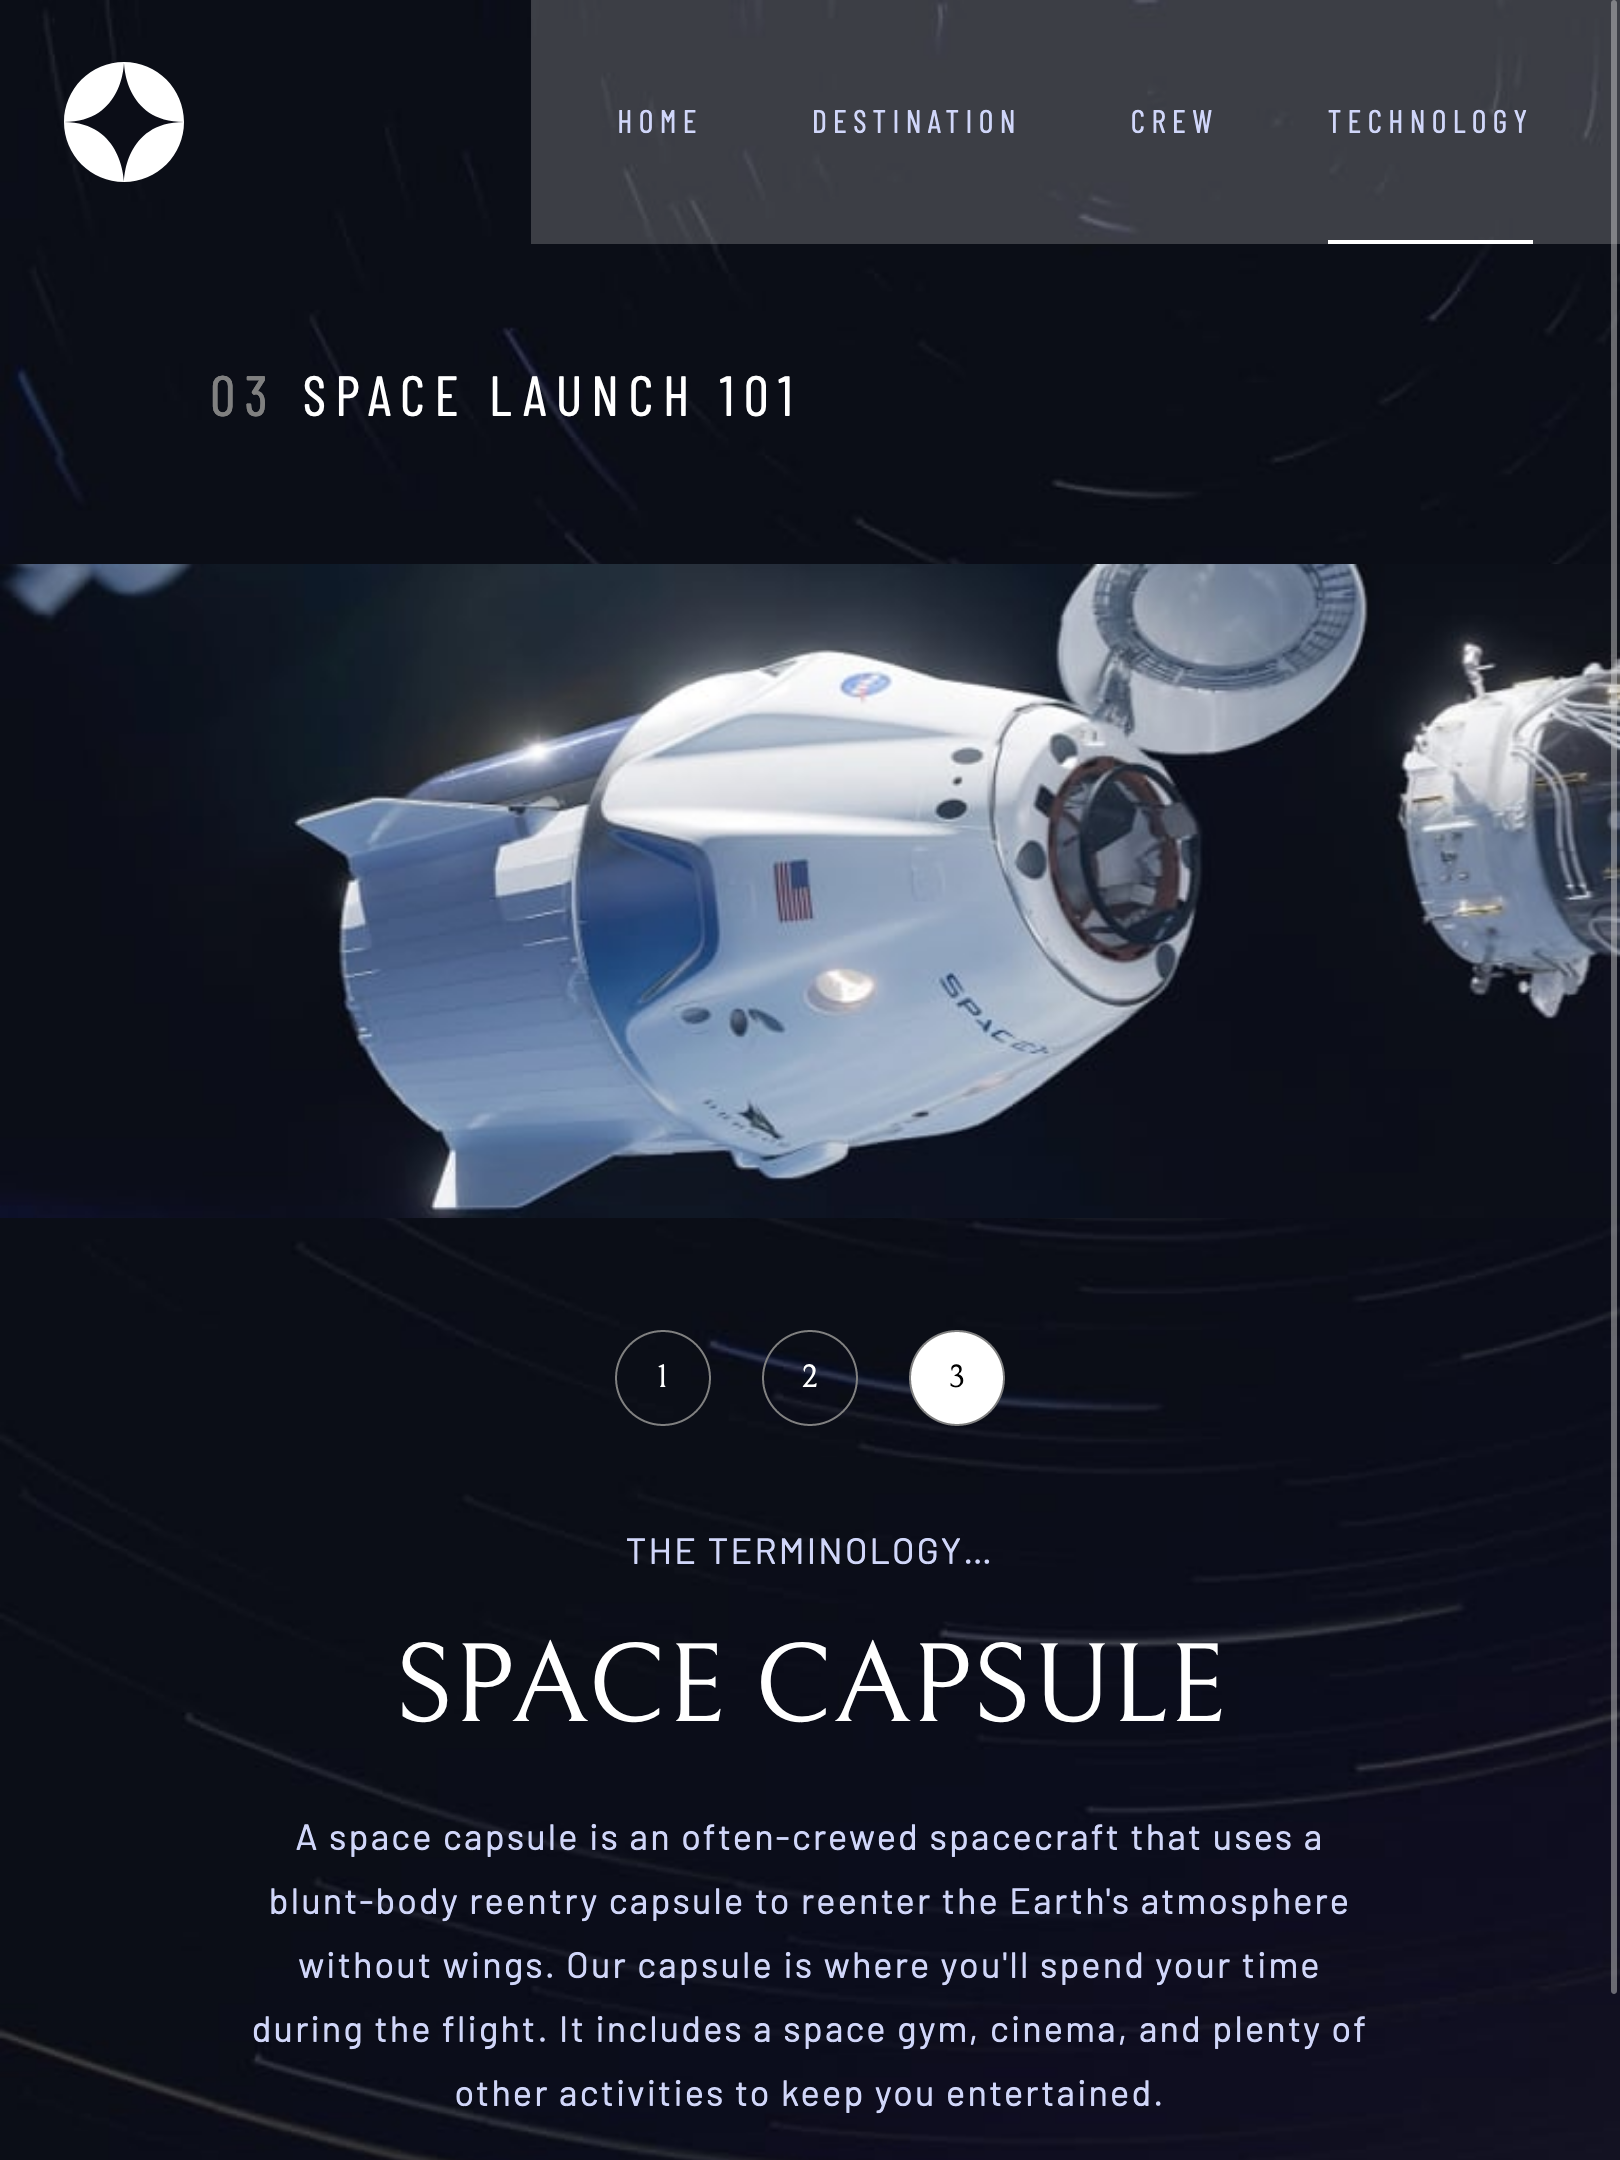 HOME DESTINATION CREW TECHNOLOGY
03 SPACE LAUNCH 101
SPACEX
1 2 3
THE TERMINOLOGY...
SPACE CAPSULE
A space capsule is an often-crewed spacecraft that uses a
blunt-body reentry capsule to reenter the Earth's atmosphere
without wings. Our capsule is where you'll spend your time
during the flight. It includes a space gym, cinema, and plenty of
other activities to keep you entertained.